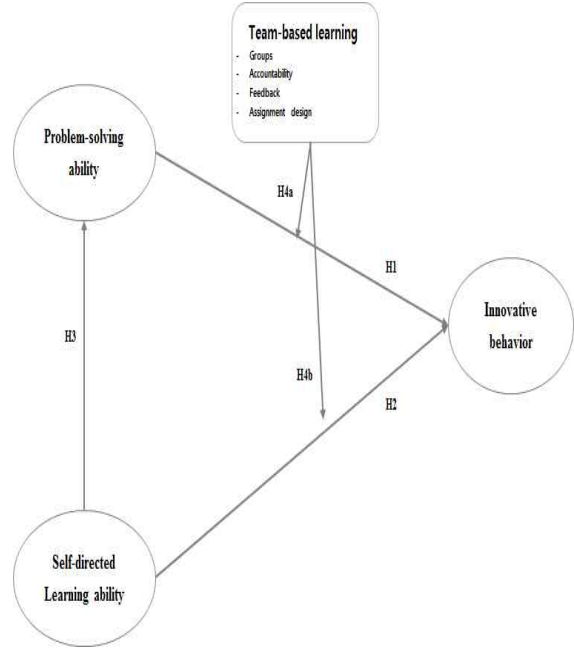 Team-based learning
- Groups
- Accountability
- Feedback
- Assignment design
Problem-solving
ability
H4a
H1
Innovative
behavior
H3
H4b
H2
Self-directed
Learning ability